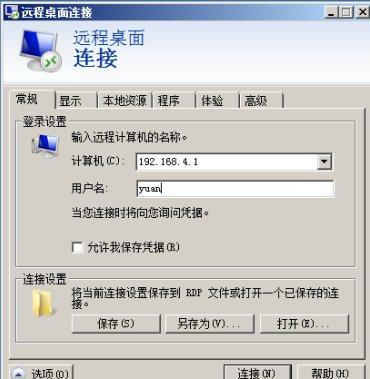 远程桌面连接
远程桌面
连接
常规 显示 本地资源 程序 体验 高级
登录设置
输入远程计算机的名称。
计算机(C): 192.168.4.1
用户名: yuan
当您连接时将向您询问凭据。
允许我保存凭据(R)
连接设置
将当前连接设置保存到 RDP 文件或打开一个已保存的连
接。
保存(S) 另存为(V)... 打开(E)...
选项(O) 连接(N) 帮助(H)